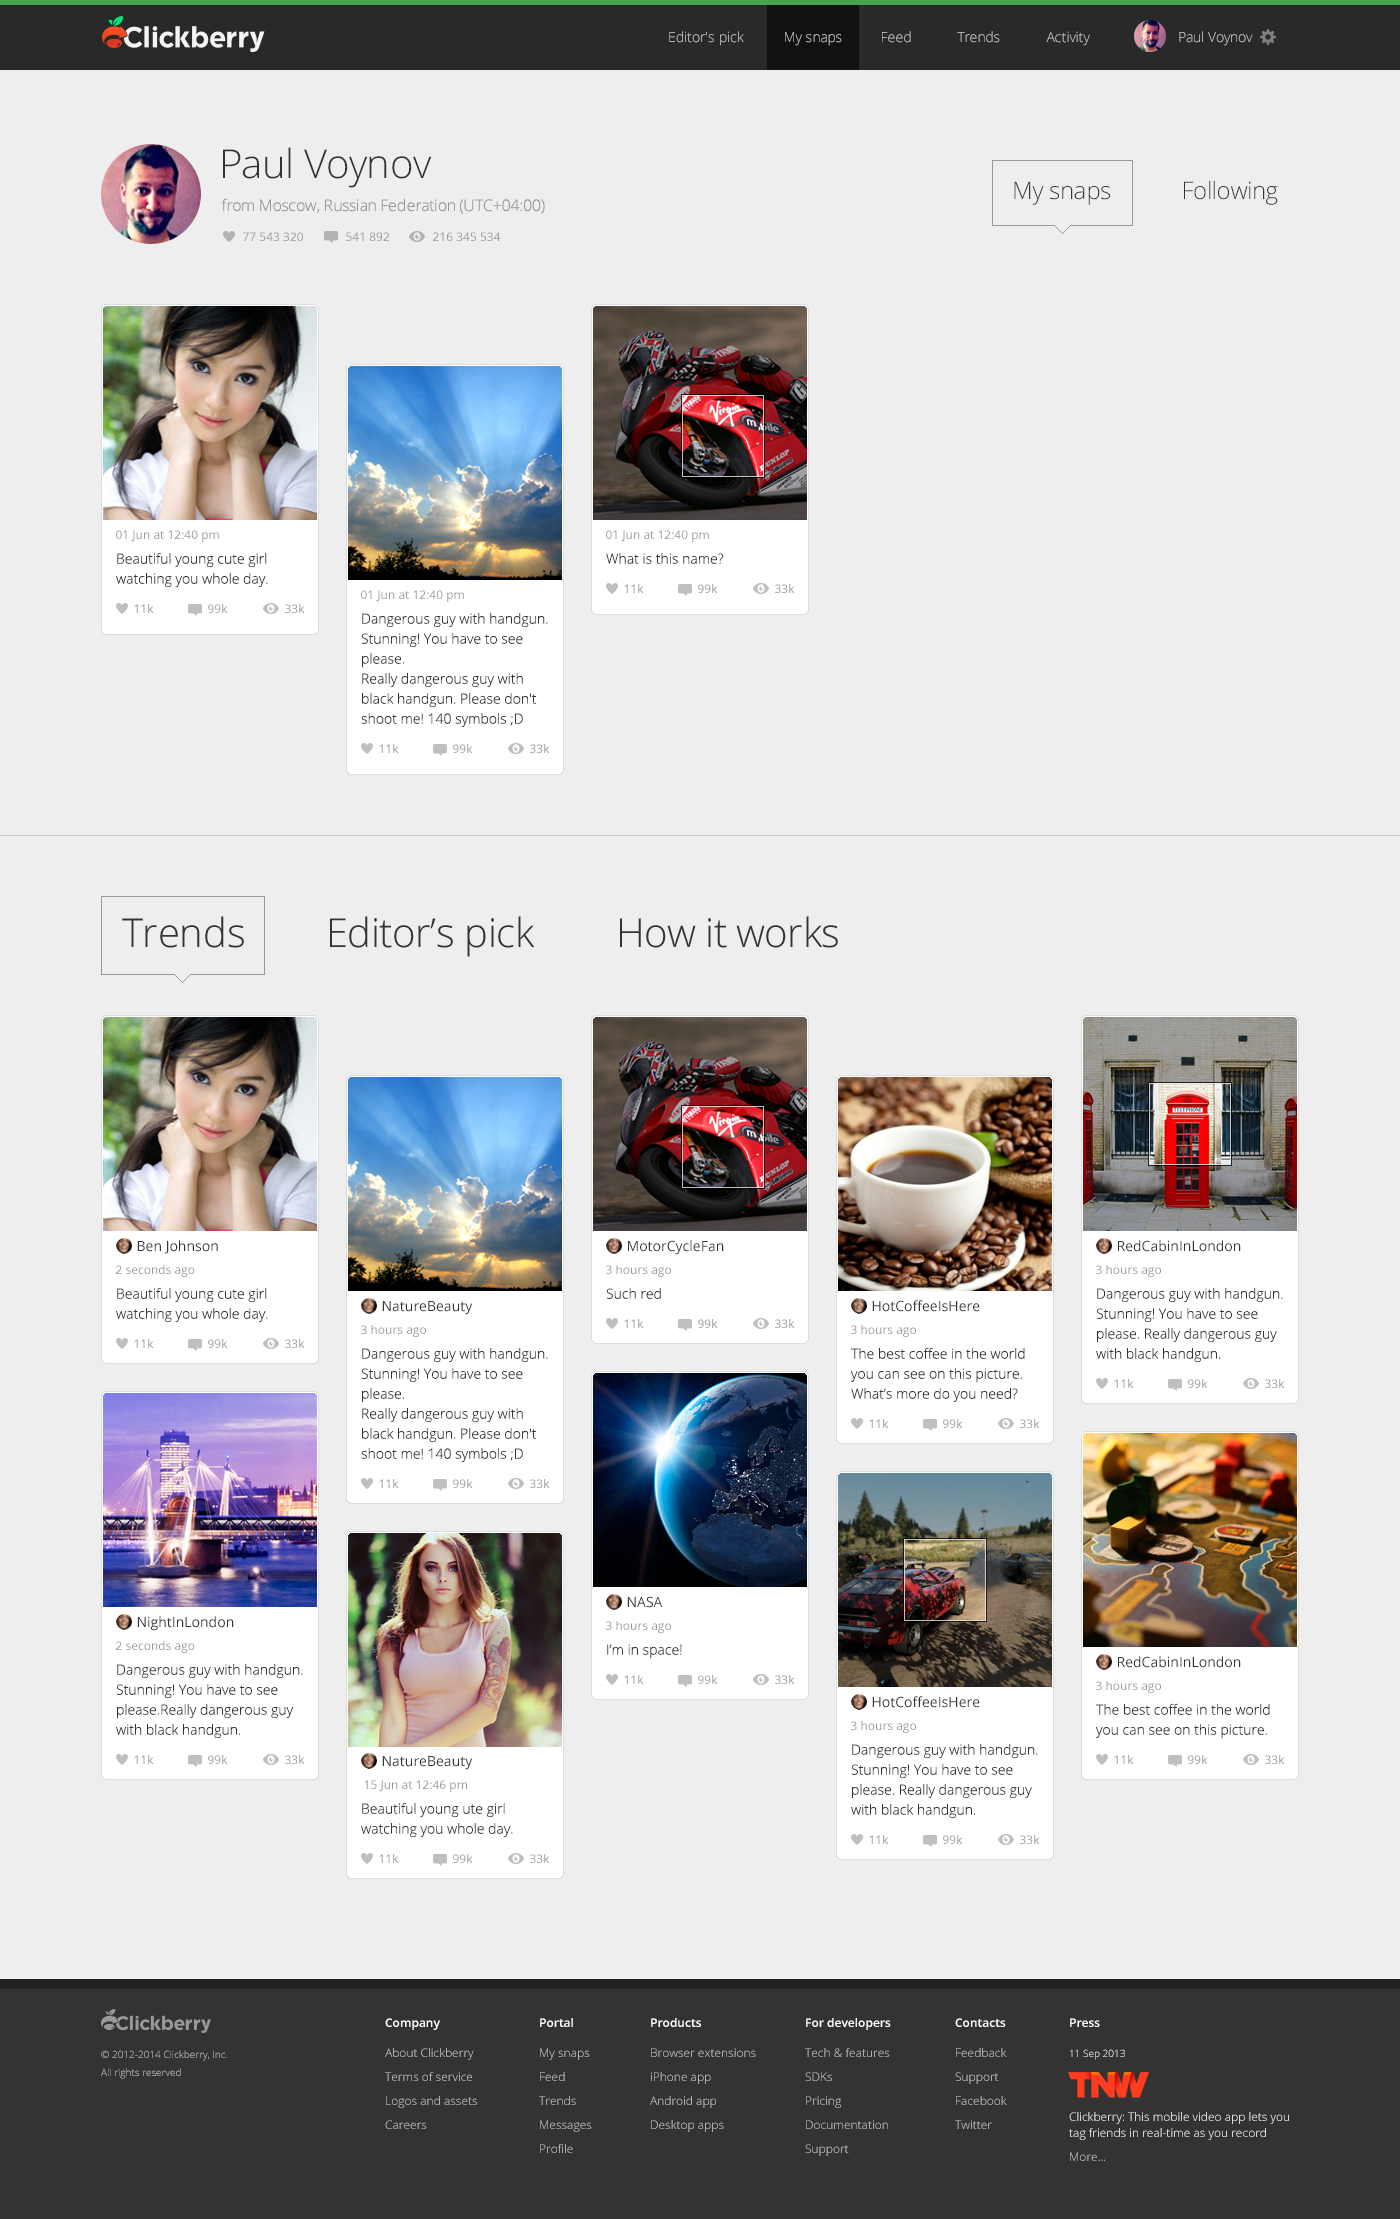 Clickberry
Editor's pick
My snaps
Feed
Trends
Activity
Paul Voynov
Paul Voynov
from Moscow, Russian Federation (UTC+04:00)
77 543 320
541 892
216 345 534
My snaps
Following
01 Jun at 12:40 pm
Beautiful young cute girl
watching you whole day.
11k
99k
33k
01 Jun at 12:40 pm
Dangerous guy with handgun.
Stunning! You have to see
please.
Really dangerous guy with
black handgun. Please don't
shoot me! 140 symbols ;D
11k
99k
33k
Virgin
mobile
DUNLOP
01 Jun at 12:40 pm
What is this name?
11k
99k
33k
Trends
Editor’s pick
How it works
Ben Johnson
2 seconds ago
Beautiful young cute girl
watching you whole day.
11k
99k
33k
NatureBeauty
3 hours ago
Dangerous guy with handgun.
Stunning! You have to see
please.
Really dangerous guy with
black handgun. Please don't
shoot me! 140 symbols ;D
11k
99k
33k
Virgin
mobile
DUNLOP
MotorCycleFan
3 hours ago
Such red
11k
99k
33k
HotCoffeeIsHere
3 hours ago
The best coffee in the world
you can see on this picture.
What’s more do you need?
11k
99k
33k
TELEPHONE
RedCabinInLondon
3 hours ago
Dangerous guy with handgun.
Stunning! You have to see
please. Really dangerous guy
with black handgun.
11k
99k
33k
NightInLondon
2 seconds ago
Dangerous guy with handgun.
Stunning! You have to see
please.Really dangerous guy
with black handgun.
11k
99k
33k
NatureBeauty
15 Jun at 12:46 pm
Beautiful young ute girl
watching you whole day.
11k
99k
33k
NASA
3 hours ago
I’m in space!
11k
99k
33k
HotCoffeeIsHere
3 hours ago
Dangerous guy with handgun.
Stunning! You have to see
please. Really dangerous guy
with black handgun.
11k
99k
33k
RedCabinInLondon
3 hours ago
The best coffee in the world
you can see on this picture.
11k
99k
33k
Clickberry
© 2012-2014 Clickberry, Inc.
All rights reserved
Company
About Clickberry
Terms of service
Logos and assets
Careers
Portal
My snaps
Feed
Trends
Messages
Profile
Products
Browser extensions
iPhone app
Android app
Desktop apps
For developers
Tech & features
SDKs
Pricing
Documentation
Support
Contacts
Feedback
Support
Facebook
Twitter
Press
11 Sep 2013
TNW
Clickberry: This mobile video app lets you
tag friends in real-time as you record
More...